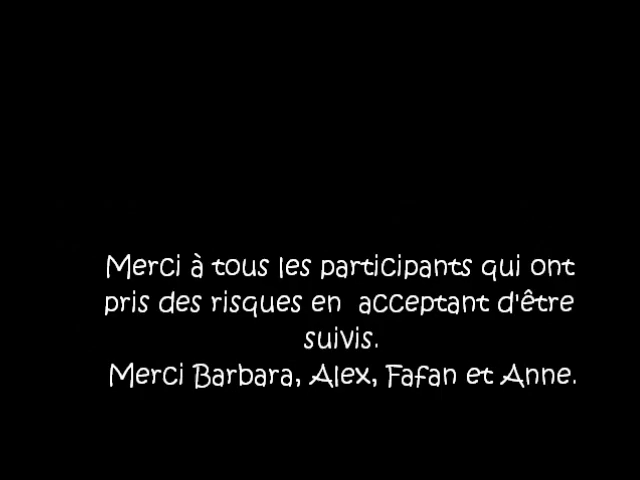 Merci à tous les participants qui ont
pris des risques en  acceptant d'être
suivis.
Merci Barbara, Alex, Fafan et Anne.